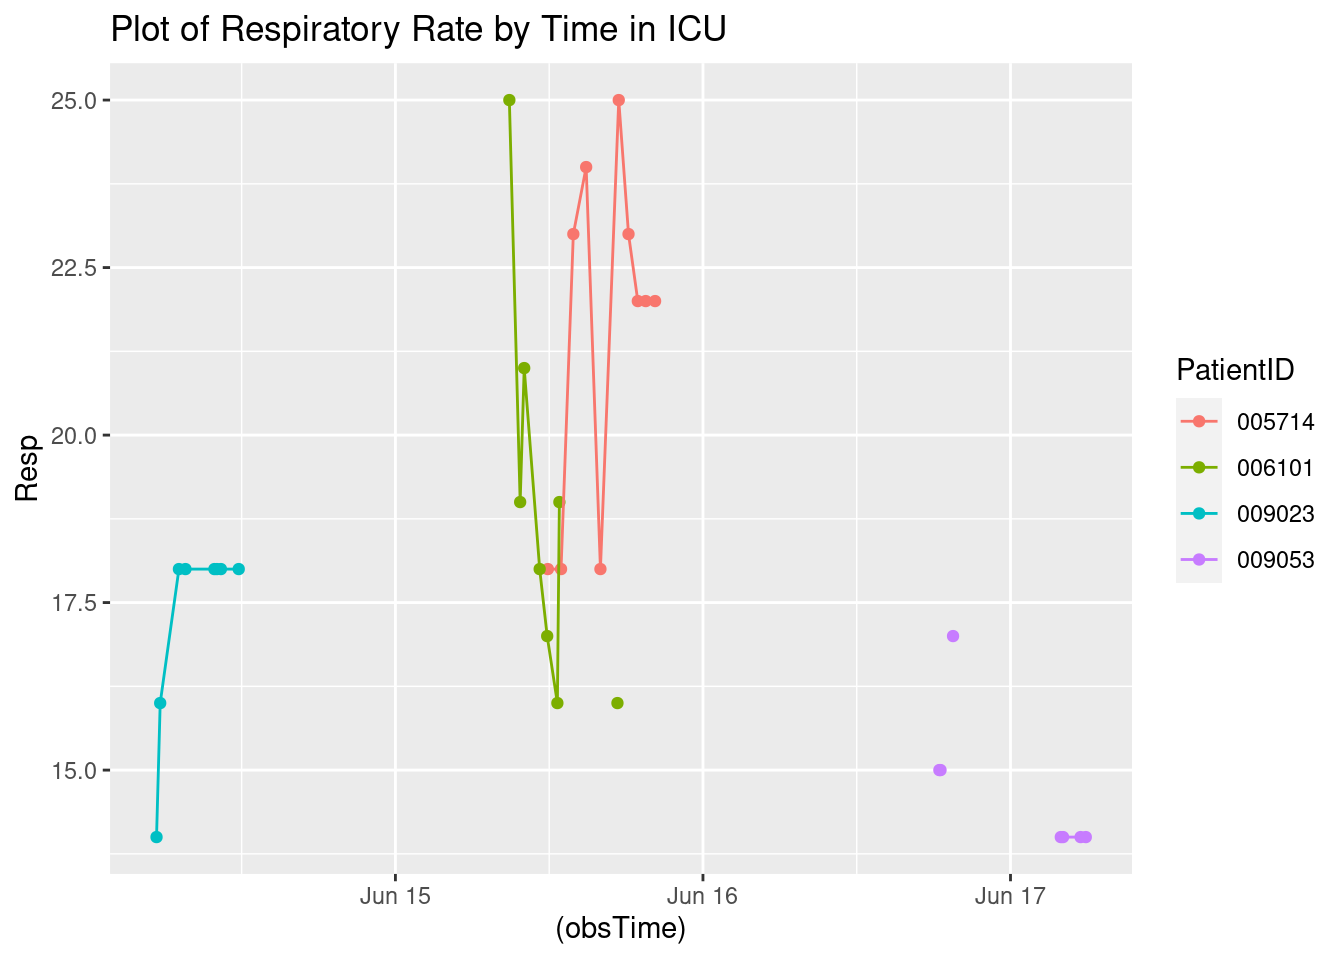 Plot of Respiratory Rate by Time in ICU
25.0
22.5
20.0
17.5
15.0
Resp
Jun 15 Jun 16 Jun 17
(obsTime)
PatientID
005714
006101
009023
009053